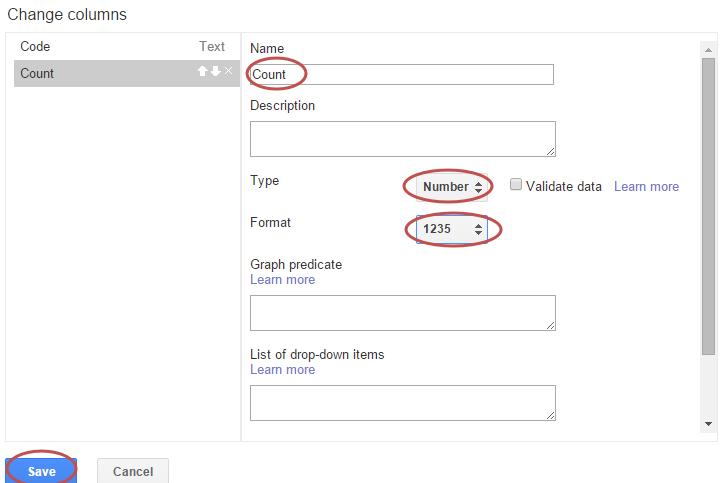 Change columns
Code Text
Count
Name
Count
Description
Type Number Validate data Learn more
Format 1235
Graph predicate
Learn more
List of drop-down items
Learn more
Save Cancel